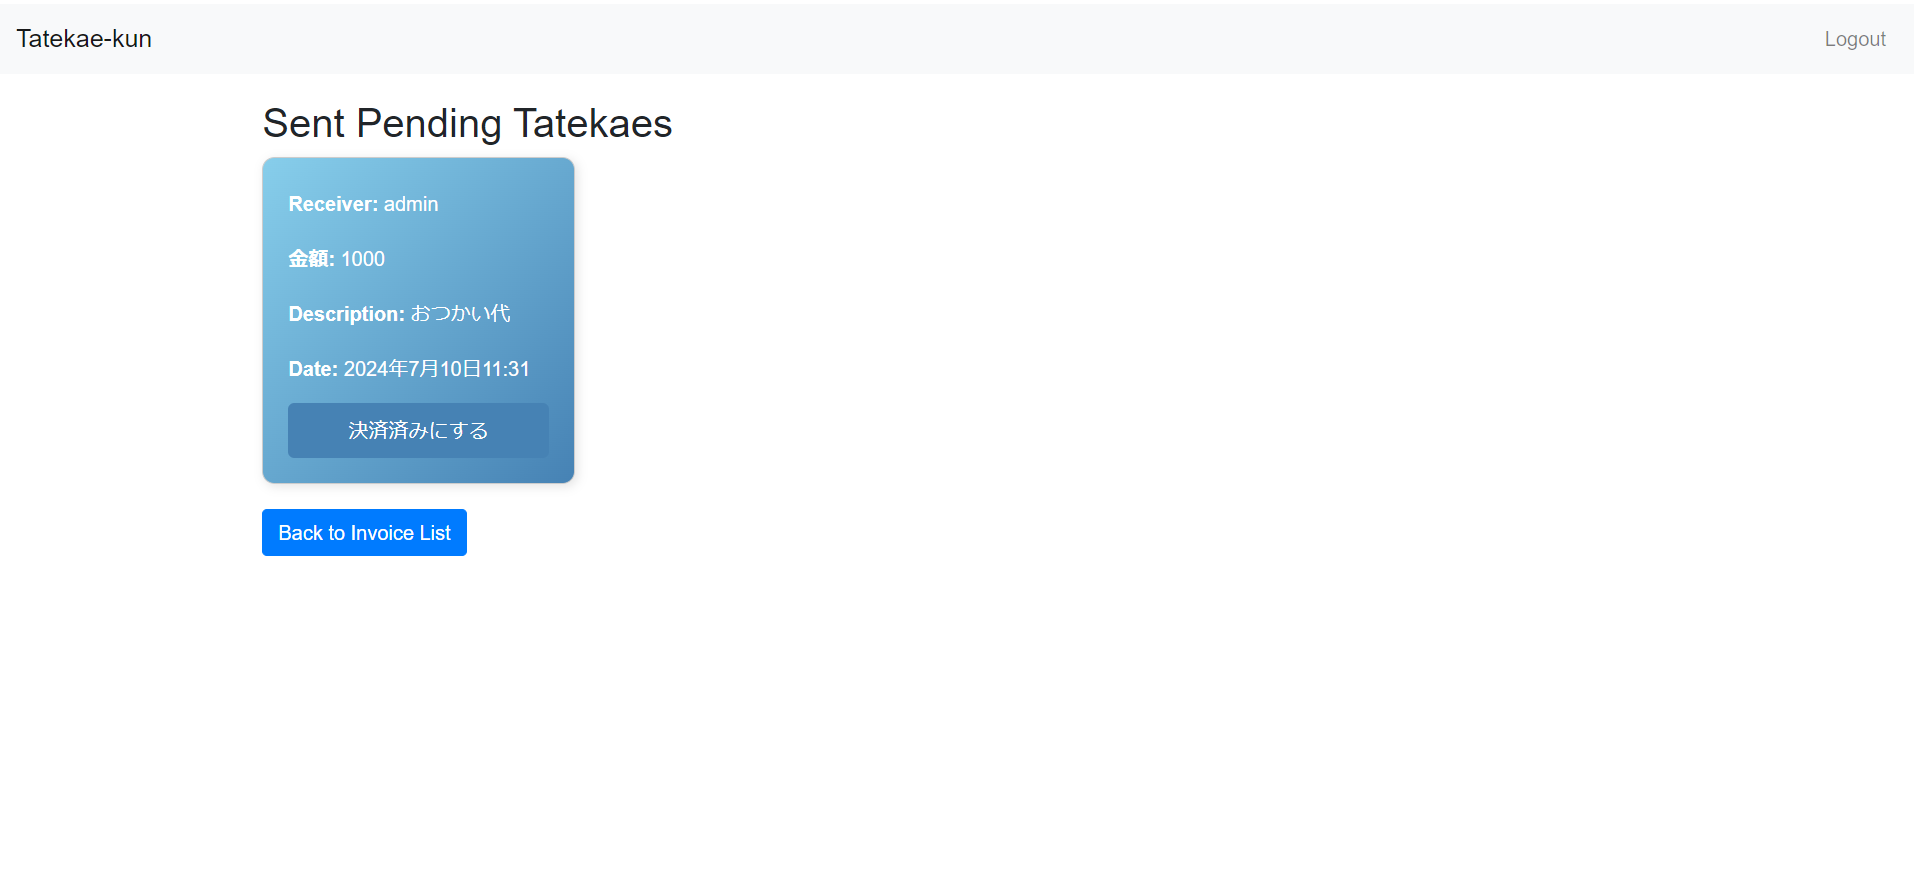 Tatekae-kun
Logout
Sent Pending Tatekaes
Receiver: admin
金額: 1000
Description: おつかい代
Date: 2024年7月10日11:31
決済済みにする
Back to Invoice List